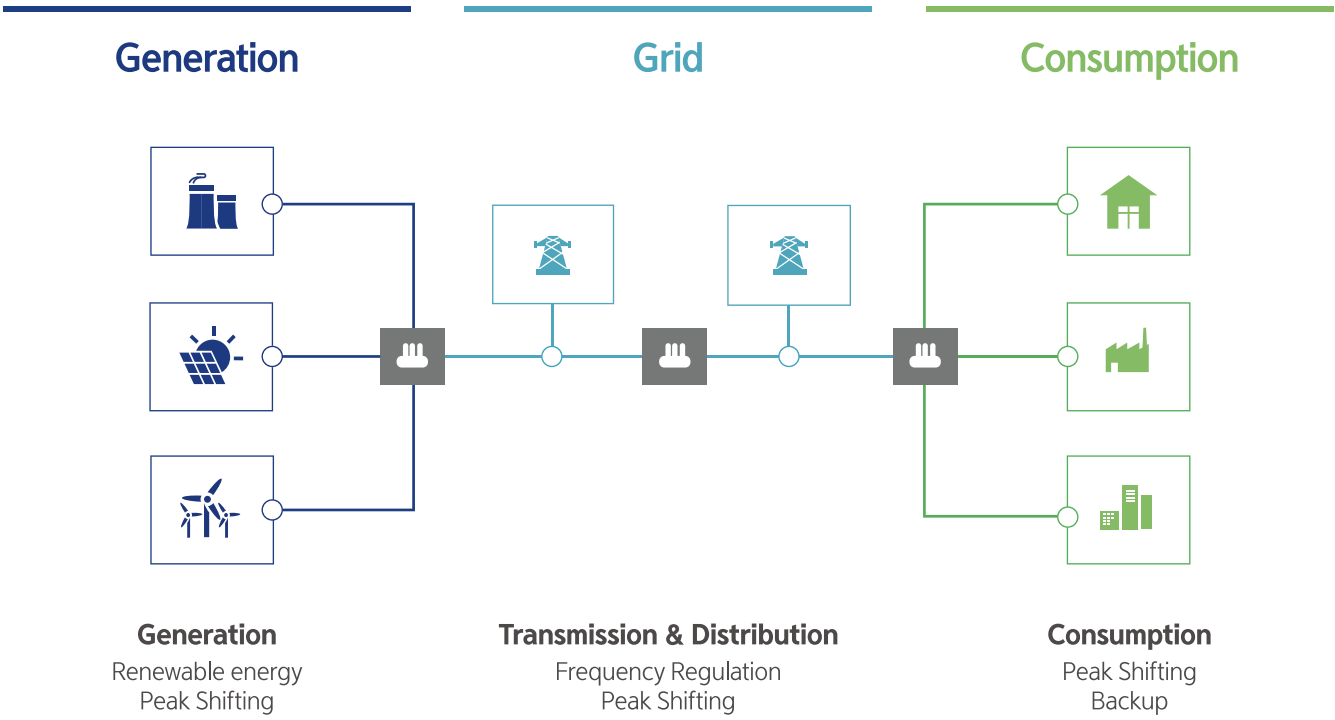 Generation
Grid
Consumption
Generation
Renewable energy
Peak Shifting
Transmission & Distribution
Frequency Regulation
Peak Shifting
Consumption
Peak Shifting
Backup